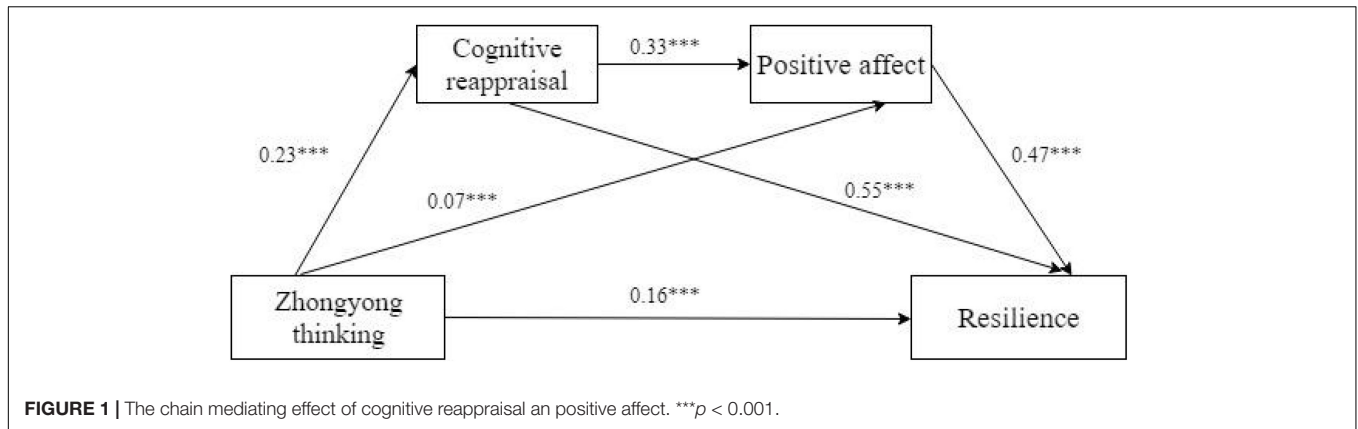 Cognitive
reappraisal
0.33***
Positive affect
0.23***
0.47***
0.07***
0.55***
Zhongyong
thinking
0.16***
Resilience
FIGURE 1 | The chain mediating effect of cognitive reappraisal an positive affect. ***p < 0.001.